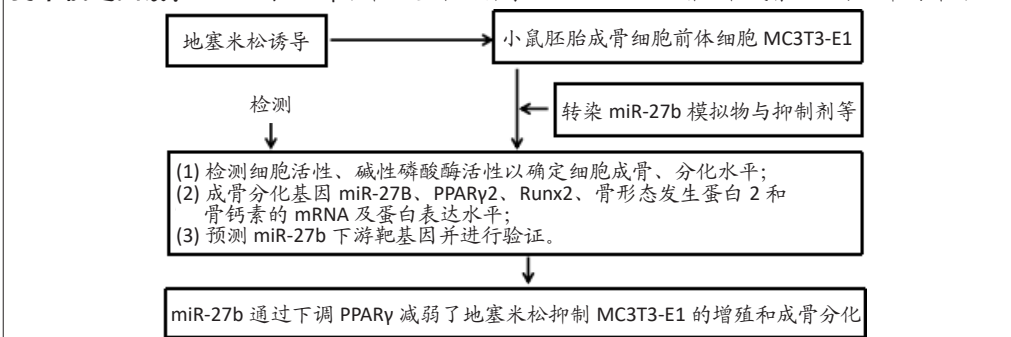 地塞米松诱导
小鼠胚胎成骨细胞前体细胞 MC3T3-E1
检测
转染 miR-27b 模拟物与抑制剂等
(1) 检测细胞活性、碱性磷酸酶活性以确定细胞成骨、分化水平；
(2) 成骨分化基因 miR-27B、PPARγ2、Runx2、骨形态发生蛋白 2 和
骨钙素的 mRNA 及蛋白表达水平；
(3) 预测 miR-27b 下游靶基因并进行验证。
miR-27b 通过下调 PPARγ 减弱了地塞米松抑制 MC3T3-E1 的增殖和成骨分化